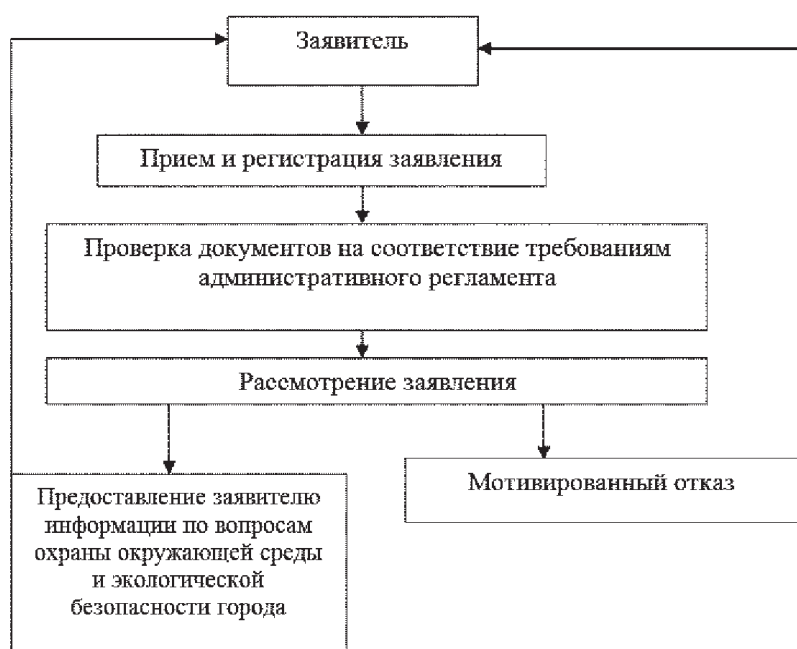 Заявитель
Прием и регистрация заявления
Проверка документов на соответствие требованиям
административного регламента
Рассмотрение заявления
Предоставление заявителю
информации по вопросам
охраны окружающей среды
и экологической
безопасности города
Мотивированный отказ